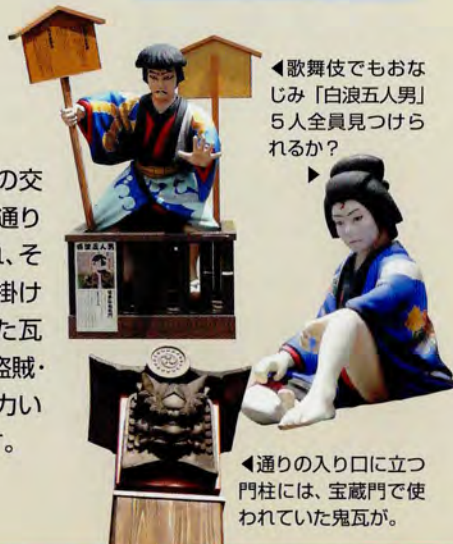 ◀歌舞伎でもおな
じみ「白浪五人男」
5人全員見つけら
れるか？
▶
の交
通り
、そ
掛け
た瓦
盗賊・
カい
。
◀通りの入り口に立つ
門柱には、宝蔵門で使
われていた鬼瓦が。